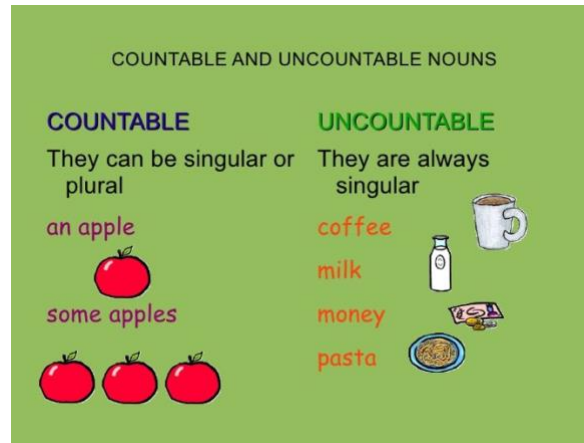 COUNTABLE AND UNCOUNTABLE NOUNS
COUNTABLE
They can be singular or
plural
an apple
some apples
UNCOUNTABLE
They are always
singular
coffee
milk
money
pasta